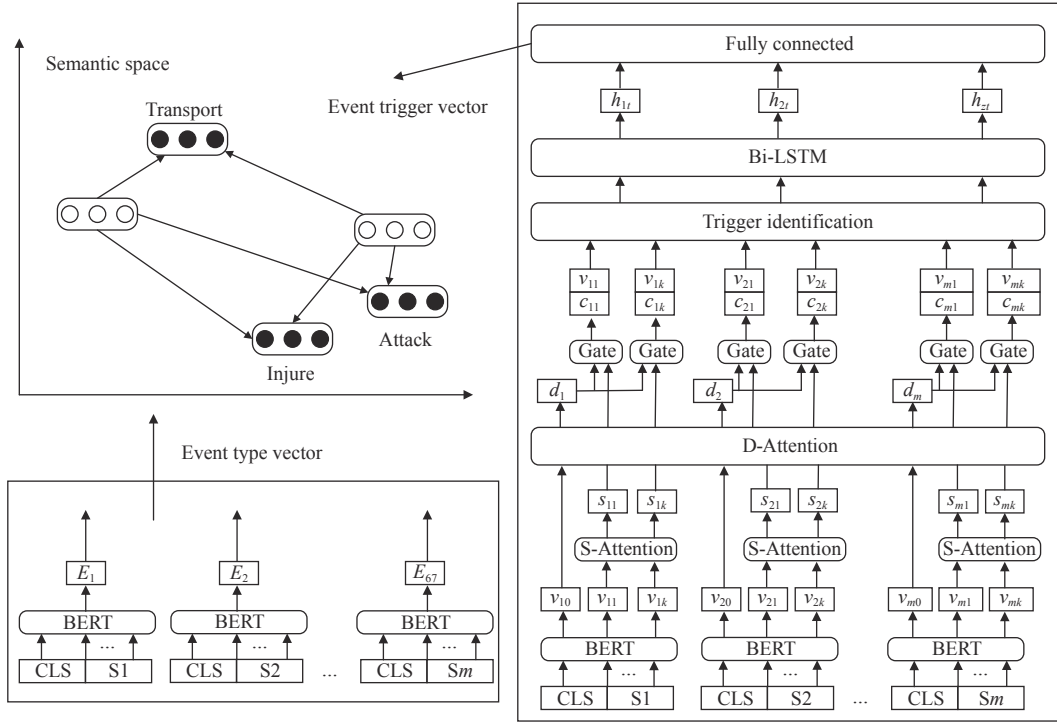 Semantic space
Transport
Attack
Injure
Event trigger vector
Event type vector
E1 E2 E67
BERT BERT BERT
... ... ...
CLS S1 CLS S2 ... CLS Sm
Fully connected
h1t h2t hzt
Bi-LSTM
Trigger identification
v11 v1k v21 v2k vm1 vmk
c11 c1k c21 c2k cm1 cmk
Gate Gate Gate Gate Gate Gate
d1 d2 dm
D-Attention
s11 s1k s21 s2k sm1 smk
S-Attention S-Attention S-Attention
v10 v11 v1k v20 v21 v2k vm0 vm1 vmk
BERT BERT BERT
... ... ...
CLS S1 CLS S2 ... CLS Sm